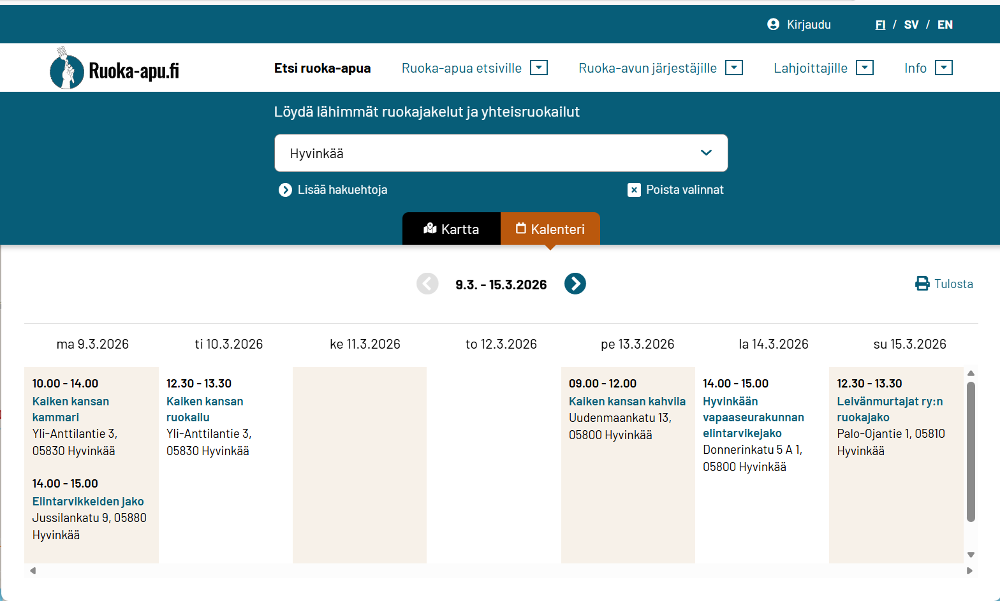 Kirjaudu
FI / SV / EN
Ruoka-apu.fi
Etsi ruoka-apua
Ruoka-apua etsiville
Ruoka-avun järjestäjille
Lahjoittajille
Info
Löydä lähimmät ruokajakelut ja yhteisruokailut
Hyvinkää
Lisää hakuehtoja
Poista valinnat
Kartta
Kalenteri
9.3. - 15.3.2026
Tulosta
ma 9.3.2026
ti 10.3.2026
ke 11.3.2026
to 12.3.2026
pe 13.3.2026
la 14.3.2026
su 15.3.2026
10.00 - 14.00
Kaiken kansan
kammari
Yli-Anttilantie 3,
05830 Hyvinkää
14.00 - 15.00
Elintarvikkeiden jako
Jussilankatu 9, 05880
Hyvinkää
12.30 - 13.30
Kaiken kansan
ruokailu
Yli-Anttilantie 3,
05830 Hyvinkää
09.00 - 12.00
Kaiken kansan kahvila
Uudenmaankatu 13,
05800 Hyvinkää
14.00 - 15.00
Hyvinkään
vapaaseurakunnan
elintarvikejako
Donnerinkatu 5 A 1,
05800 Hyvinkää
12.30 - 13.30
Leivänmurtajat ry:n
ruokajako
Palo-Ojantie 1, 05810
Hyvinkää